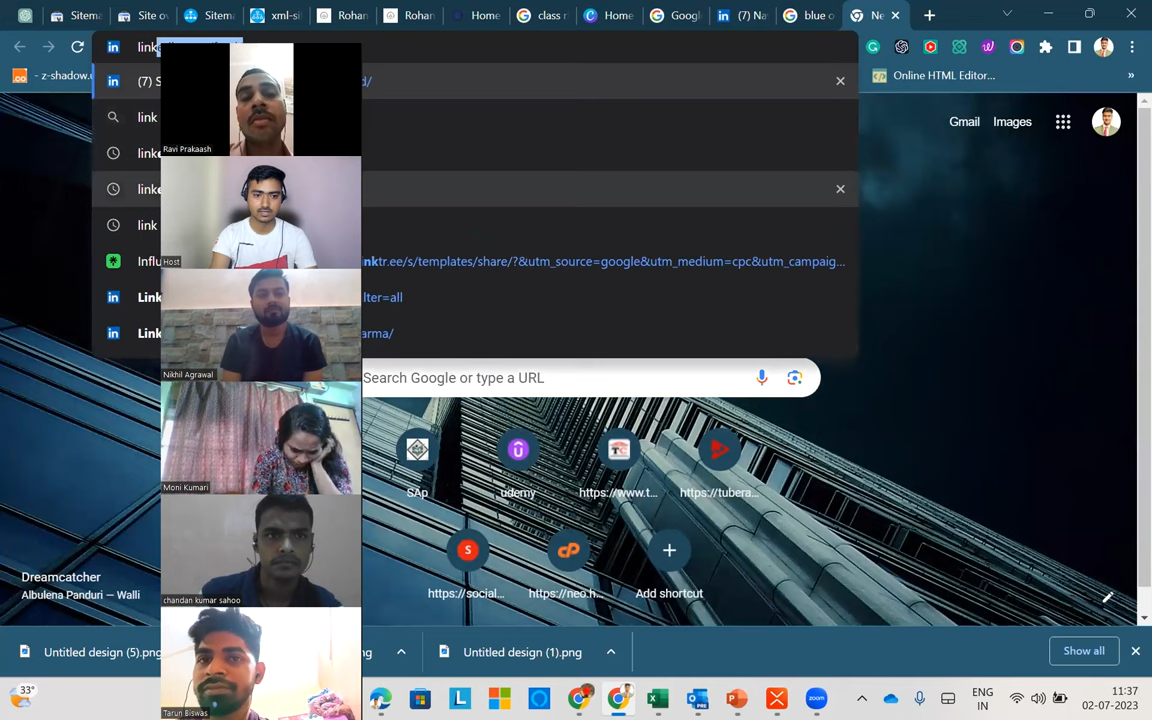 Sitema
Site ov
Sitema
xml-si
Rohan
Rohan
Home
class r
Home
Googl
(7) Na
blue o
Ne
link
- z-shadow.
Online HTML Editor...
»
(7) S
d/
link
linke
linke
link
Influ
nktr.ee/s/templates/share/?&utm_source=google&utm_medium=cpc&utm_campaig...
Link
lter=all
Link
arma/
Gmail
Images
Ravi Prakaash
Host
Nikhil Agrawal
Moni Kumari
chandan kumar sahoo
Tarun Biswas
Search Google or type a URL
SAp
udemy
https://www.t...
https://tubera...
https://social...
https://neo.h...
Add shortcut
Dreamcatcher
Albulena Panduri — Walli
Untitled design (5).png
ng
Untitled design (1).png
Show all
33°
ENG
IN
11:37
02-07-2023
zoom